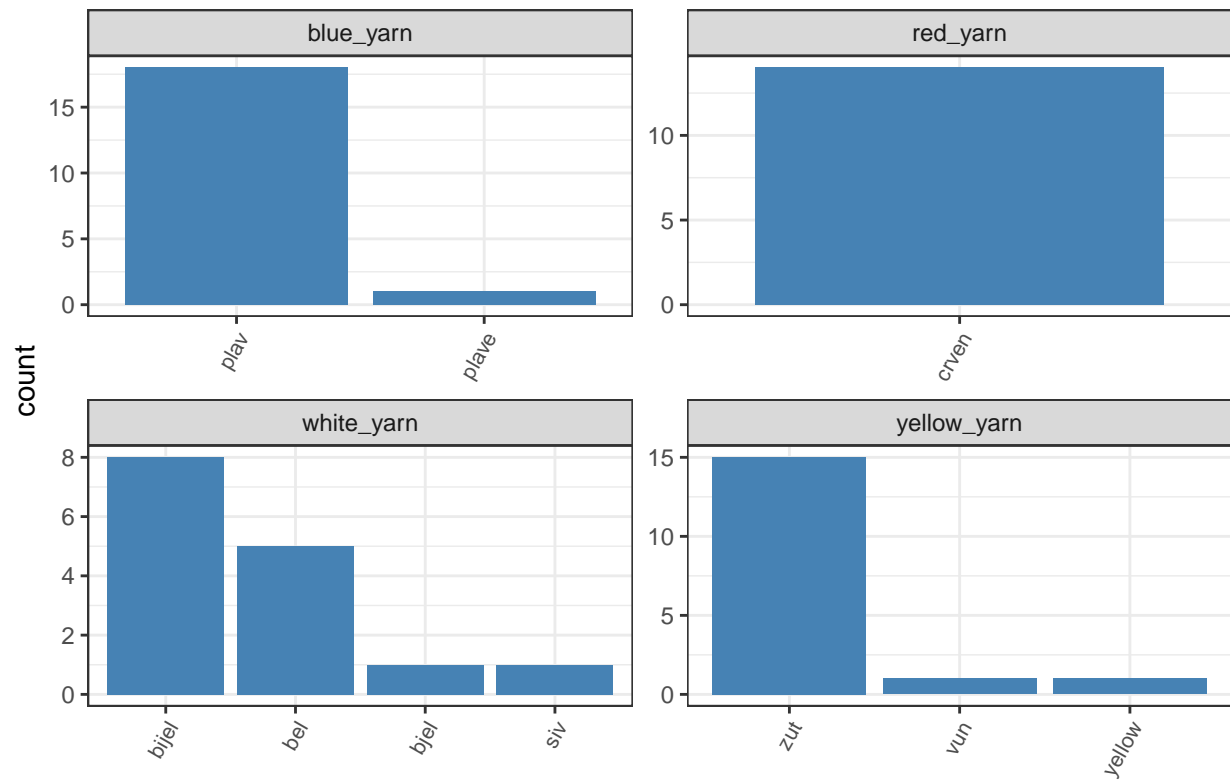 blue_yarn
red_yarn
15
10
5
0
10
5
0
plav
plave
crven
count
white_yarn
yellow_yarn
8
6
4
2
0
15
10
5
0
bijel
bel
bjel
siv
zut
vun
yellow